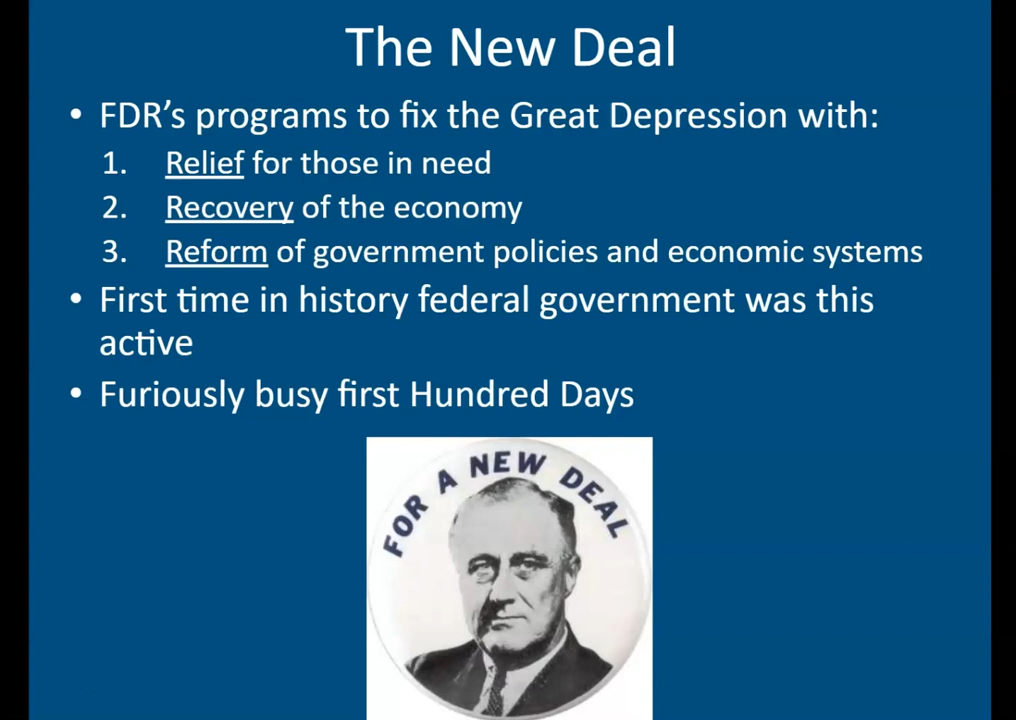 The New Deal
• FDR's programs to fix the Great Depression with:
1. Relief for those in need
2. Recovery of the economy
3. Reform of government policies and economic systems
• First time in history federal government was this
active
• Furiously busy first Hundred Days
FOR A NEW DEAL